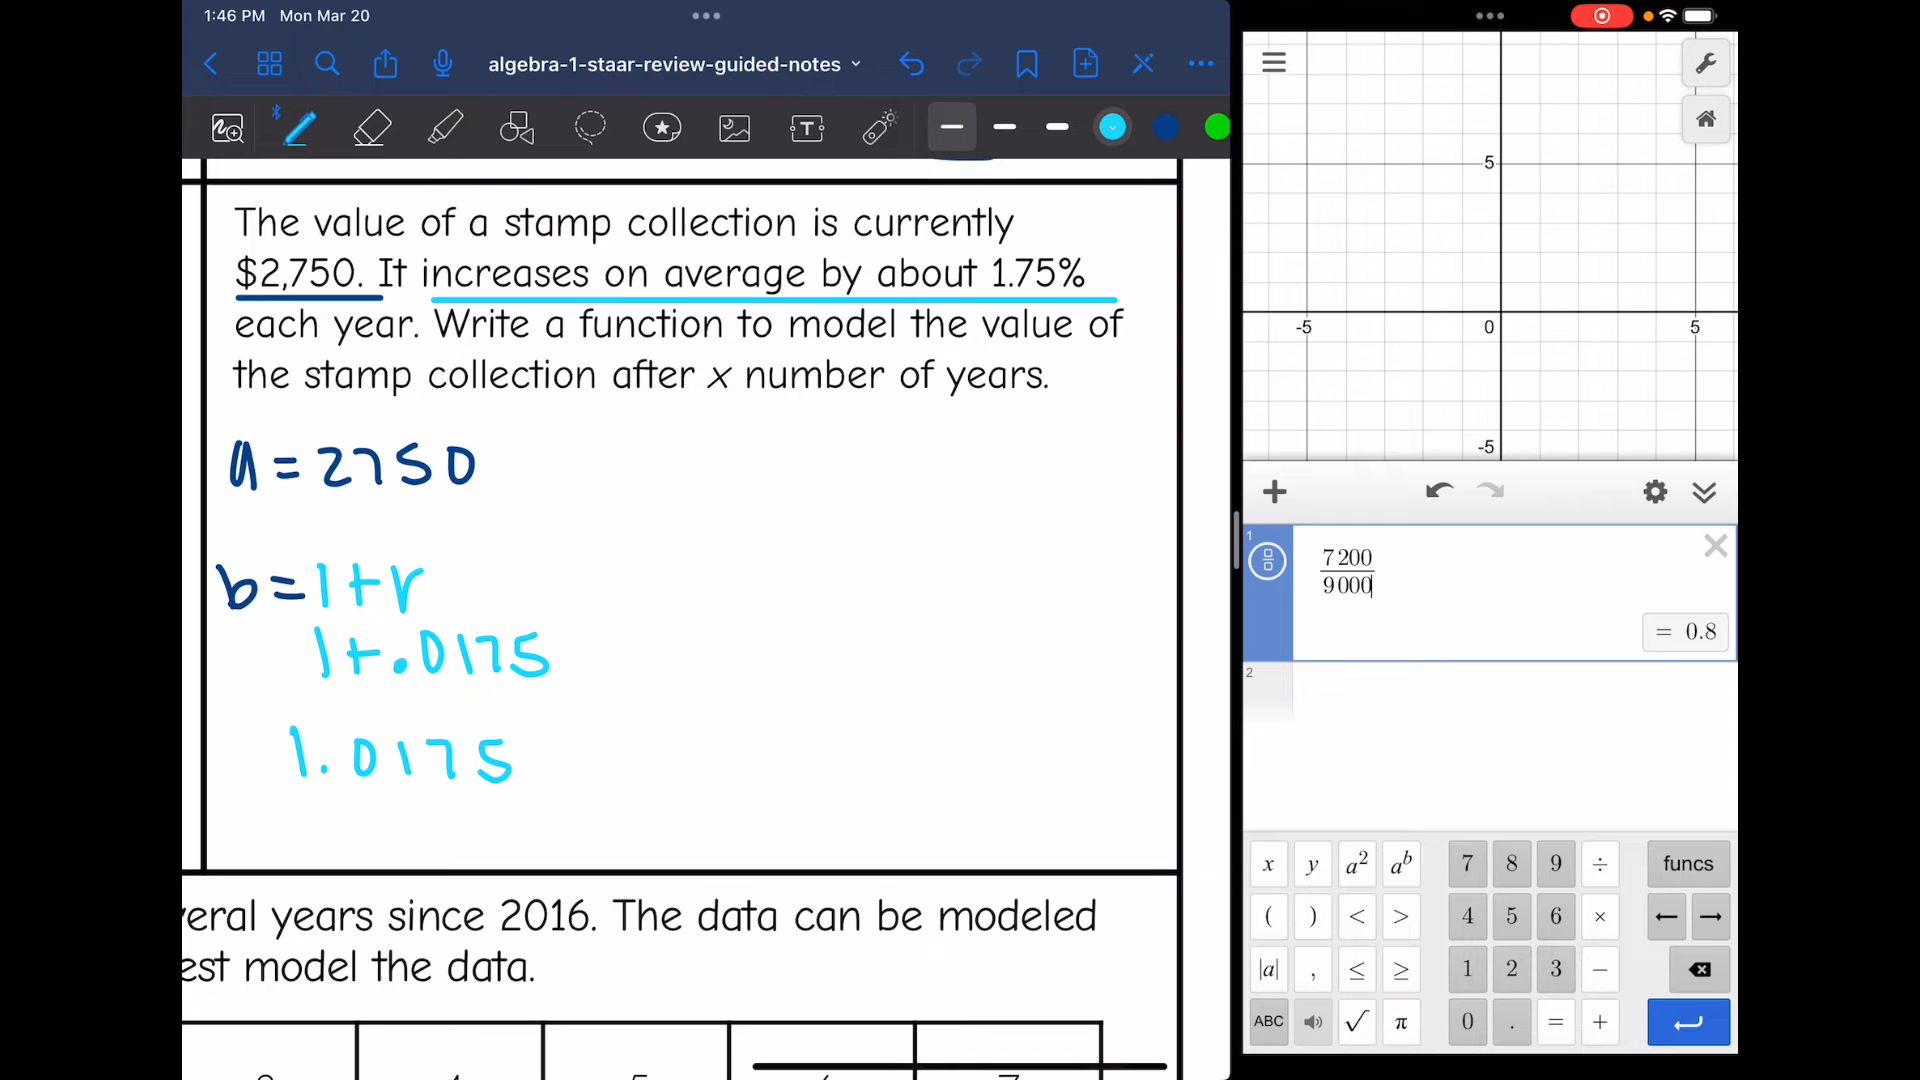 1:46 PM Mon Mar 20
algebra-1-staar-review-guided-notes
T
The value of a stamp collection is currently
$2,750. It increases on average by about 1.75%
each year. Write a function to model the value of
the stamp collection after x number of years.
a = 2750
b = 1+r
1+.0175
1.0175
veral years since 2016. The data can be modeled
est model the data.
5
-5 0 5
-5
1
7200
9000
= 0.8
2
x y a² aᵇ 7 8 9 ÷ funcs
( ) < > 4 5 6 × ← →
|a| , ≤ ≥ 1 2 3 −
ABC √ π 0 . = +